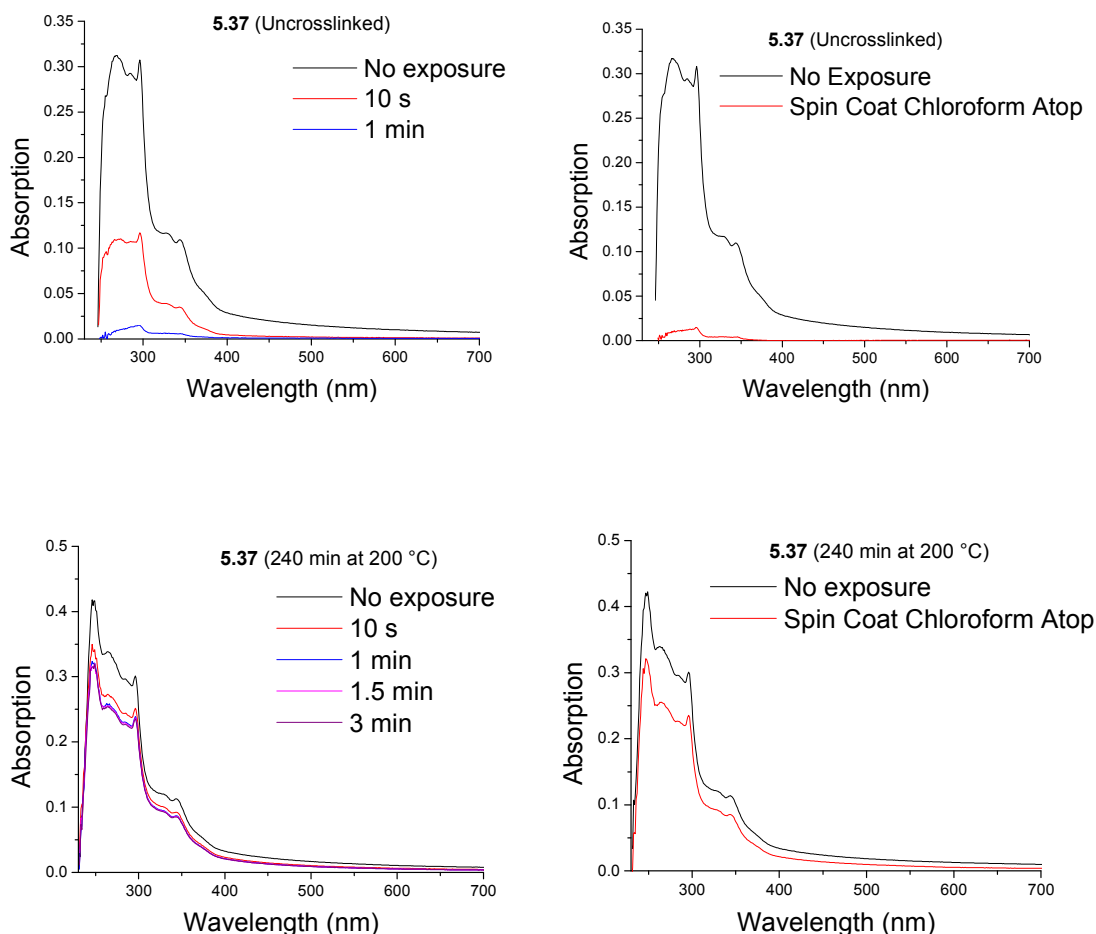 5.37 (Uncrosslinked)
No exposure
10 s
1 min
0.35
0.30
0.25
0.20
0.15
0.10
0.05
0.00
Absorption
300 400 500 600 700
Wavelength (nm)
5.37 (Uncrosslinked)
No Exposure
Spin Coat Chloroform Atop
0.35
0.30
0.25
0.20
0.15
0.10
0.05
0.00
Absorption
300 400 500 600 700
Wavelength (nm)
5.37 (240 min at 200 °C)
No exposure
10 s
1 min
1.5 min
3 min
0.5
0.4
0.3
0.2
0.1
0.0
Absorption
300 400 500 600 700
Wavelength (nm)
5.37 (240 min at 200 °C)
No exposure
Spin Coat Chloroform Atop
0.5
0.4
0.3
0.2
0.1
0.0
Absorption
300 400 500 600 700
Wavelength (nm)